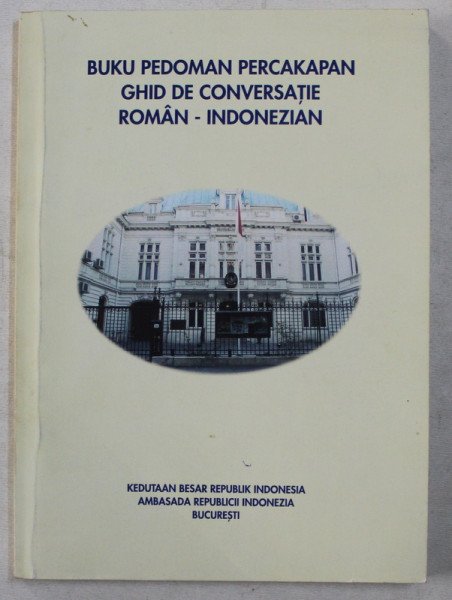 BUKU PEDOMAN PERCAKAPAN
GHID DE CONVERSAȚIE
ROMÂN - INDONEZIAN
KEDUTAAN BESAR REPUBLIK INDONESIA
AMBASADA REPUBLICII INDONEZIA
BUCUREȘTI